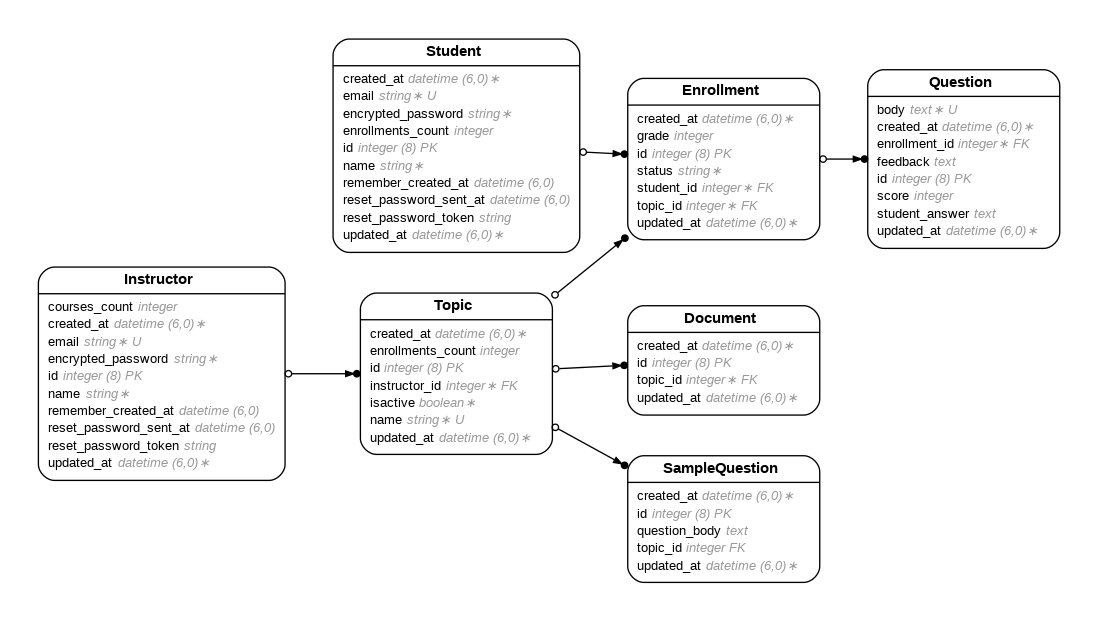 Student
created_at datetime (6,0)∗
email string∗ U
encrypted_password string∗
enrollments_count integer
id integer (8) PK
name string∗
remember_created_at datetime (6,0)
reset_password_sent_at datetime (6,0)
reset_password_token string
updated_at datetime (6,0)∗
Enrollment
created_at datetime (6,0)∗
grade integer
id integer (8) PK
status string∗
student_id integer∗ FK
topic_id integer∗ FK
updated_at datetime (6,0)∗
Question
body text∗ U
created_at datetime (6,0)∗
enrollment_id integer∗ FK
feedback text
id integer (8) PK
score integer
student_answer text
updated_at datetime (6,0)∗
Instructor
courses_count integer
created_at datetime (6,0)∗
email string∗ U
encrypted_password string∗
id integer (8) PK
name string∗
remember_created_at datetime (6,0)
reset_password_sent_at datetime (6,0)
reset_password_token string
updated_at datetime (6,0)∗
Topic
created_at datetime (6,0)∗
enrollments_count integer
id integer (8) PK
instructor_id integer∗ FK
isactive boolean∗
name string∗ U
updated_at datetime (6,0)∗
Document
created_at datetime (6,0)∗
id integer (8) PK
topic_id integer∗ FK
updated_at datetime (6,0)∗
SampleQuestion
created_at datetime (6,0)∗
id integer (8) PK
question_body text
topic_id integer FK
updated_at datetime (6,0)∗